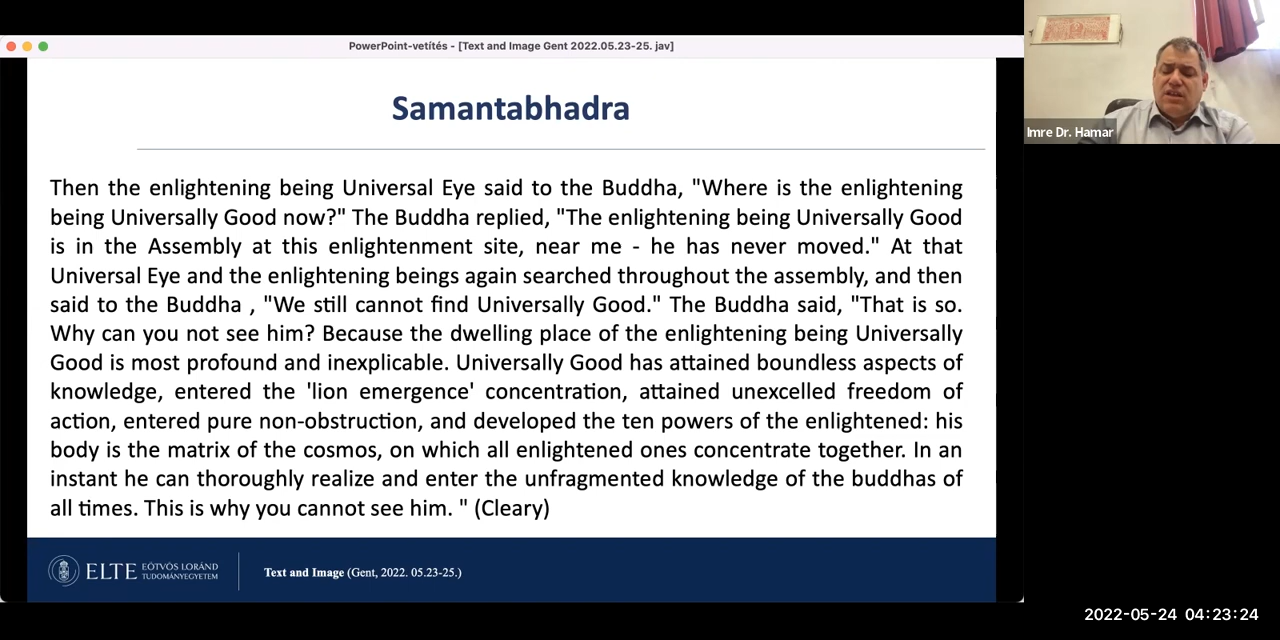 PowerPoint-vetítés - [Text and Image Gent 2022.05.23-25. jav]
Imre Dr. Hamar
Samantabhadra
Then the enlightening being Universal Eye said to the Buddha, "Where is the enlightening
being Universally Good now?" The Buddha replied, "The enlightening being Universally Good
is in the Assembly at this enlightenment site, near me - he has never moved." At that
Universal Eye and the enlightening beings again searched throughout the assembly, and then
said to the Buddha , "We still cannot find Universally Good." The Buddha said, "That is so.
Why can you not see him? Because the dwelling place of the enlightening being Universally
Good is most profound and inexplicable. Universally Good has attained boundless aspects of
knowledge, entered the 'lion emergence' concentration, attained unexcelled freedom of
action, entered pure non-obstruction, and developed the ten powers of the enlightened: his
body is the matrix of the cosmos, on which all enlightened ones concentrate together. In an
instant he can thoroughly realize and enter the unfragmented knowledge of the buddhas of
all times. This is why you cannot see him. " (Cleary)
ELTE
EÖTVÖS LORÁND
TUDOMÁNYEGYETEM
Text and Image (Gent, 2022. 05.23-25.)
2022-05-24 04:23:24